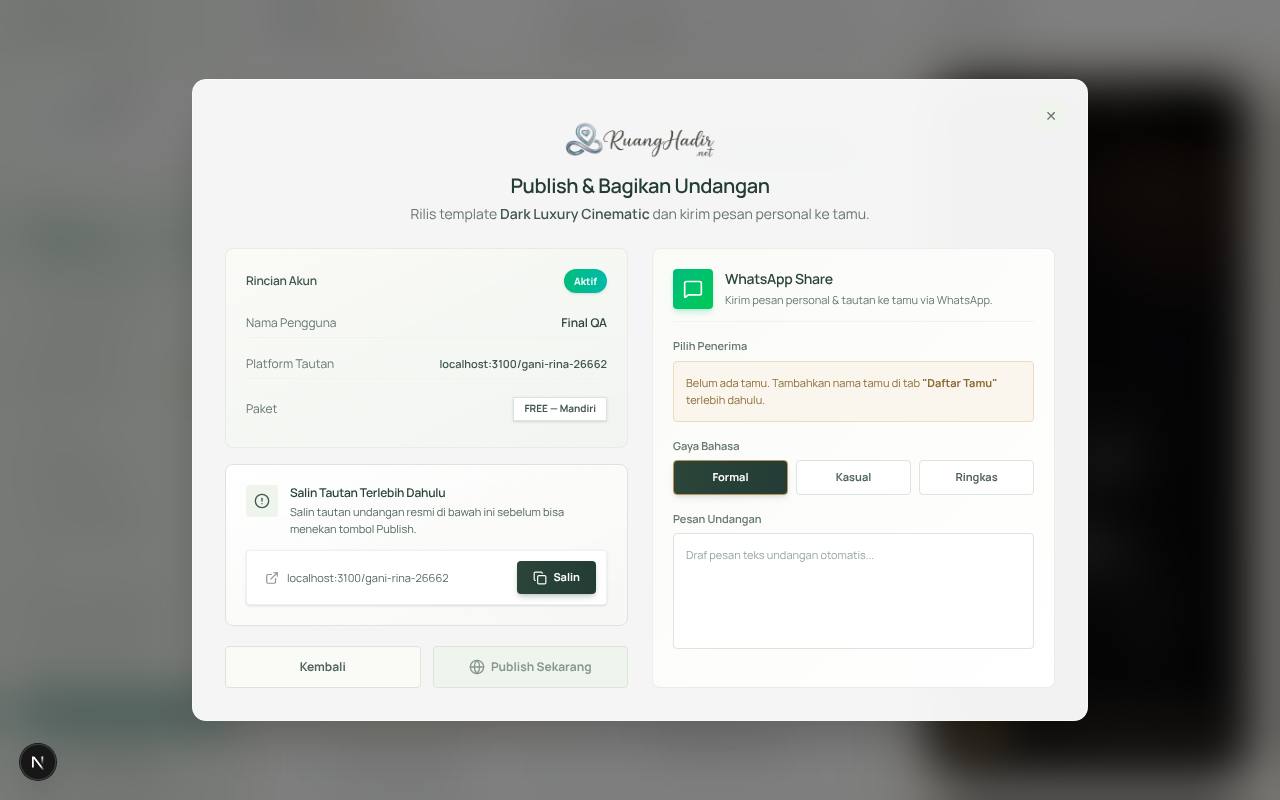 RuangHadir
.net
Publish & Bagikan Undangan
Rilis template Dark Luxury Cinematic dan kirim pesan personal ke tamu.
Rincian Akun
Aktif
Nama Pengguna
Final QA
Platform Tautan
localhost:3100/gani-rina-26662
Paket
FREE — Mandiri
Salin Tautan Terlebih Dahulu
Salin tautan undangan resmi di bawah ini sebelum bisa
menekan tombol Publish.
localhost:3100/gani-rina-26662
Salin
Kembali
Publish Sekarang
WhatsApp Share
Kirim pesan personal & tautan ke tamu via WhatsApp.
Pilih Penerima
Belum ada tamu. Tambahkan nama tamu di tab "Daftar Tamu"
terlebih dahulu.
Gaya Bahasa
Formal
Kasual
Ringkas
Pesan Undangan
Draf pesan teks undangan otomatis...
N